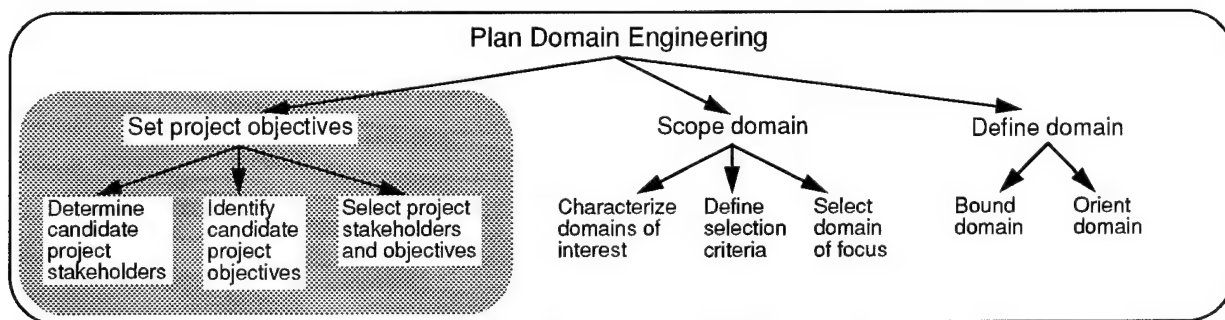 Plan Domain Engineering
Set project objectives
Scope domain
Define domain
Determine
candidate
project
stakeholders
Identify
candidate
project
objectives
Select project
stakeholders
and objectives
Characterize
domains of
interest
Define
selection
criteria
Select
domain
of focus
Bound
domain
Orient
domain